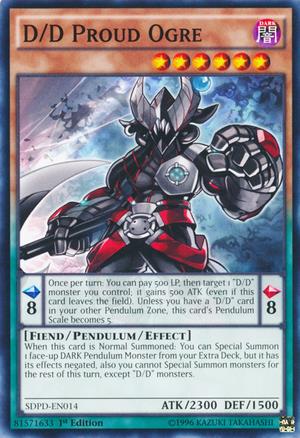 D/D Proud Ogre
DARK
闇
Once per turn: You can pay 500 LP, then target 1 "D/D"
monster you control; it gains 500 ATK (even if this
card leaves the field). Unless you have a "D/D" card
in your other Pendulum Zone, this card's Pendulum
Scale becomes 5.
8
8
[Fiend/Pendulum/Effect]
When this card is Normal Summoned: You can Special Summon
1 face-up DARK Pendulum Monster from your Extra Deck, but it
has its effects negated, also you cannot Special Summon monsters for the
rest of this turn, except "D/D" monsters.
SDPD-EN014
ATK/2300 DEF/1500
81571633 1st Edition
©1996 KAZUKI TAKAHASHI